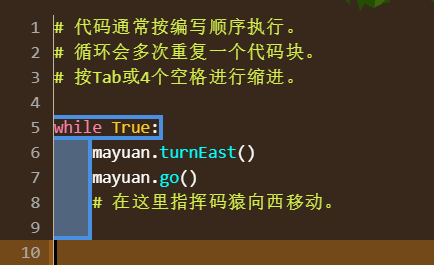 1 # 代码通常按编写顺序执行。
2 # 循环会多次重复一个代码块。
3 # 按Tab或4个空格进行缩进。
4
5 while True:
6 mayuan.turnEast()
7 mayuan.go()
8 # 在这里指挥码猿向西移动。
9
10